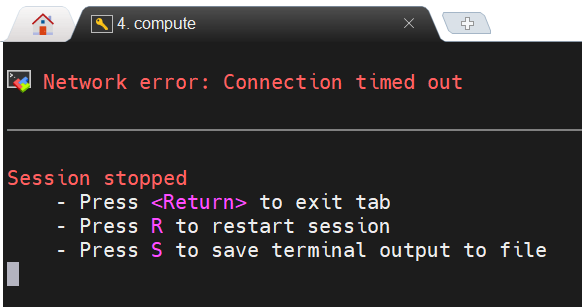 4. compute
Network error: Connection timed out
Session stopped
- Press <Return> to exit tab
- Press R to restart session
- Press S to save terminal output to file